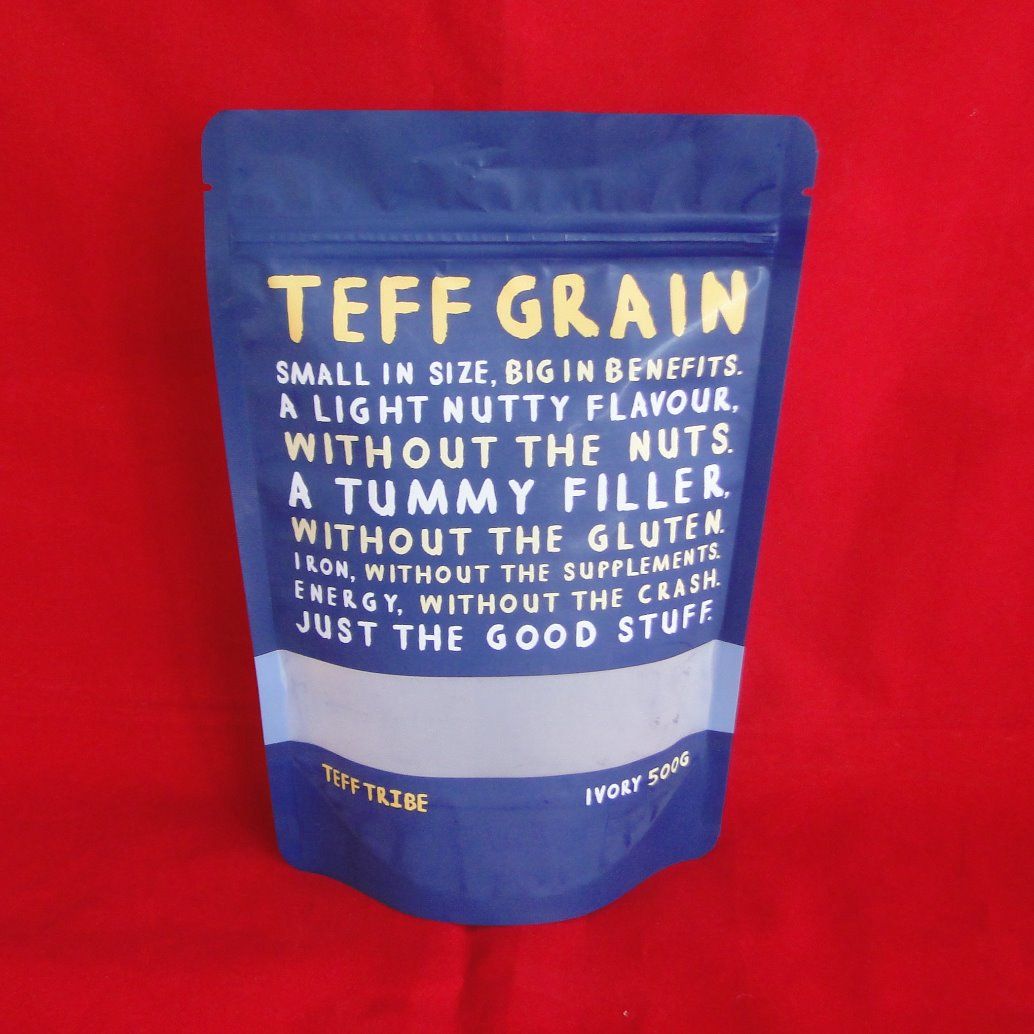 TEFF GRAIN
SMALL IN SIZE, BIG IN BENEFITS.
A LIGHT NUTTY FLAVOUR,
WITHOUT THE NUTS.
A TUMMY FILLER,
WITHOUT THE GLUTEN.
IRON, WITHOUT THE SUPPLEMENTS.
ENERGY, WITHOUT THE CRASH.
JUST THE GOOD STUFF.
TEFF TRIBE
IVORY 500G